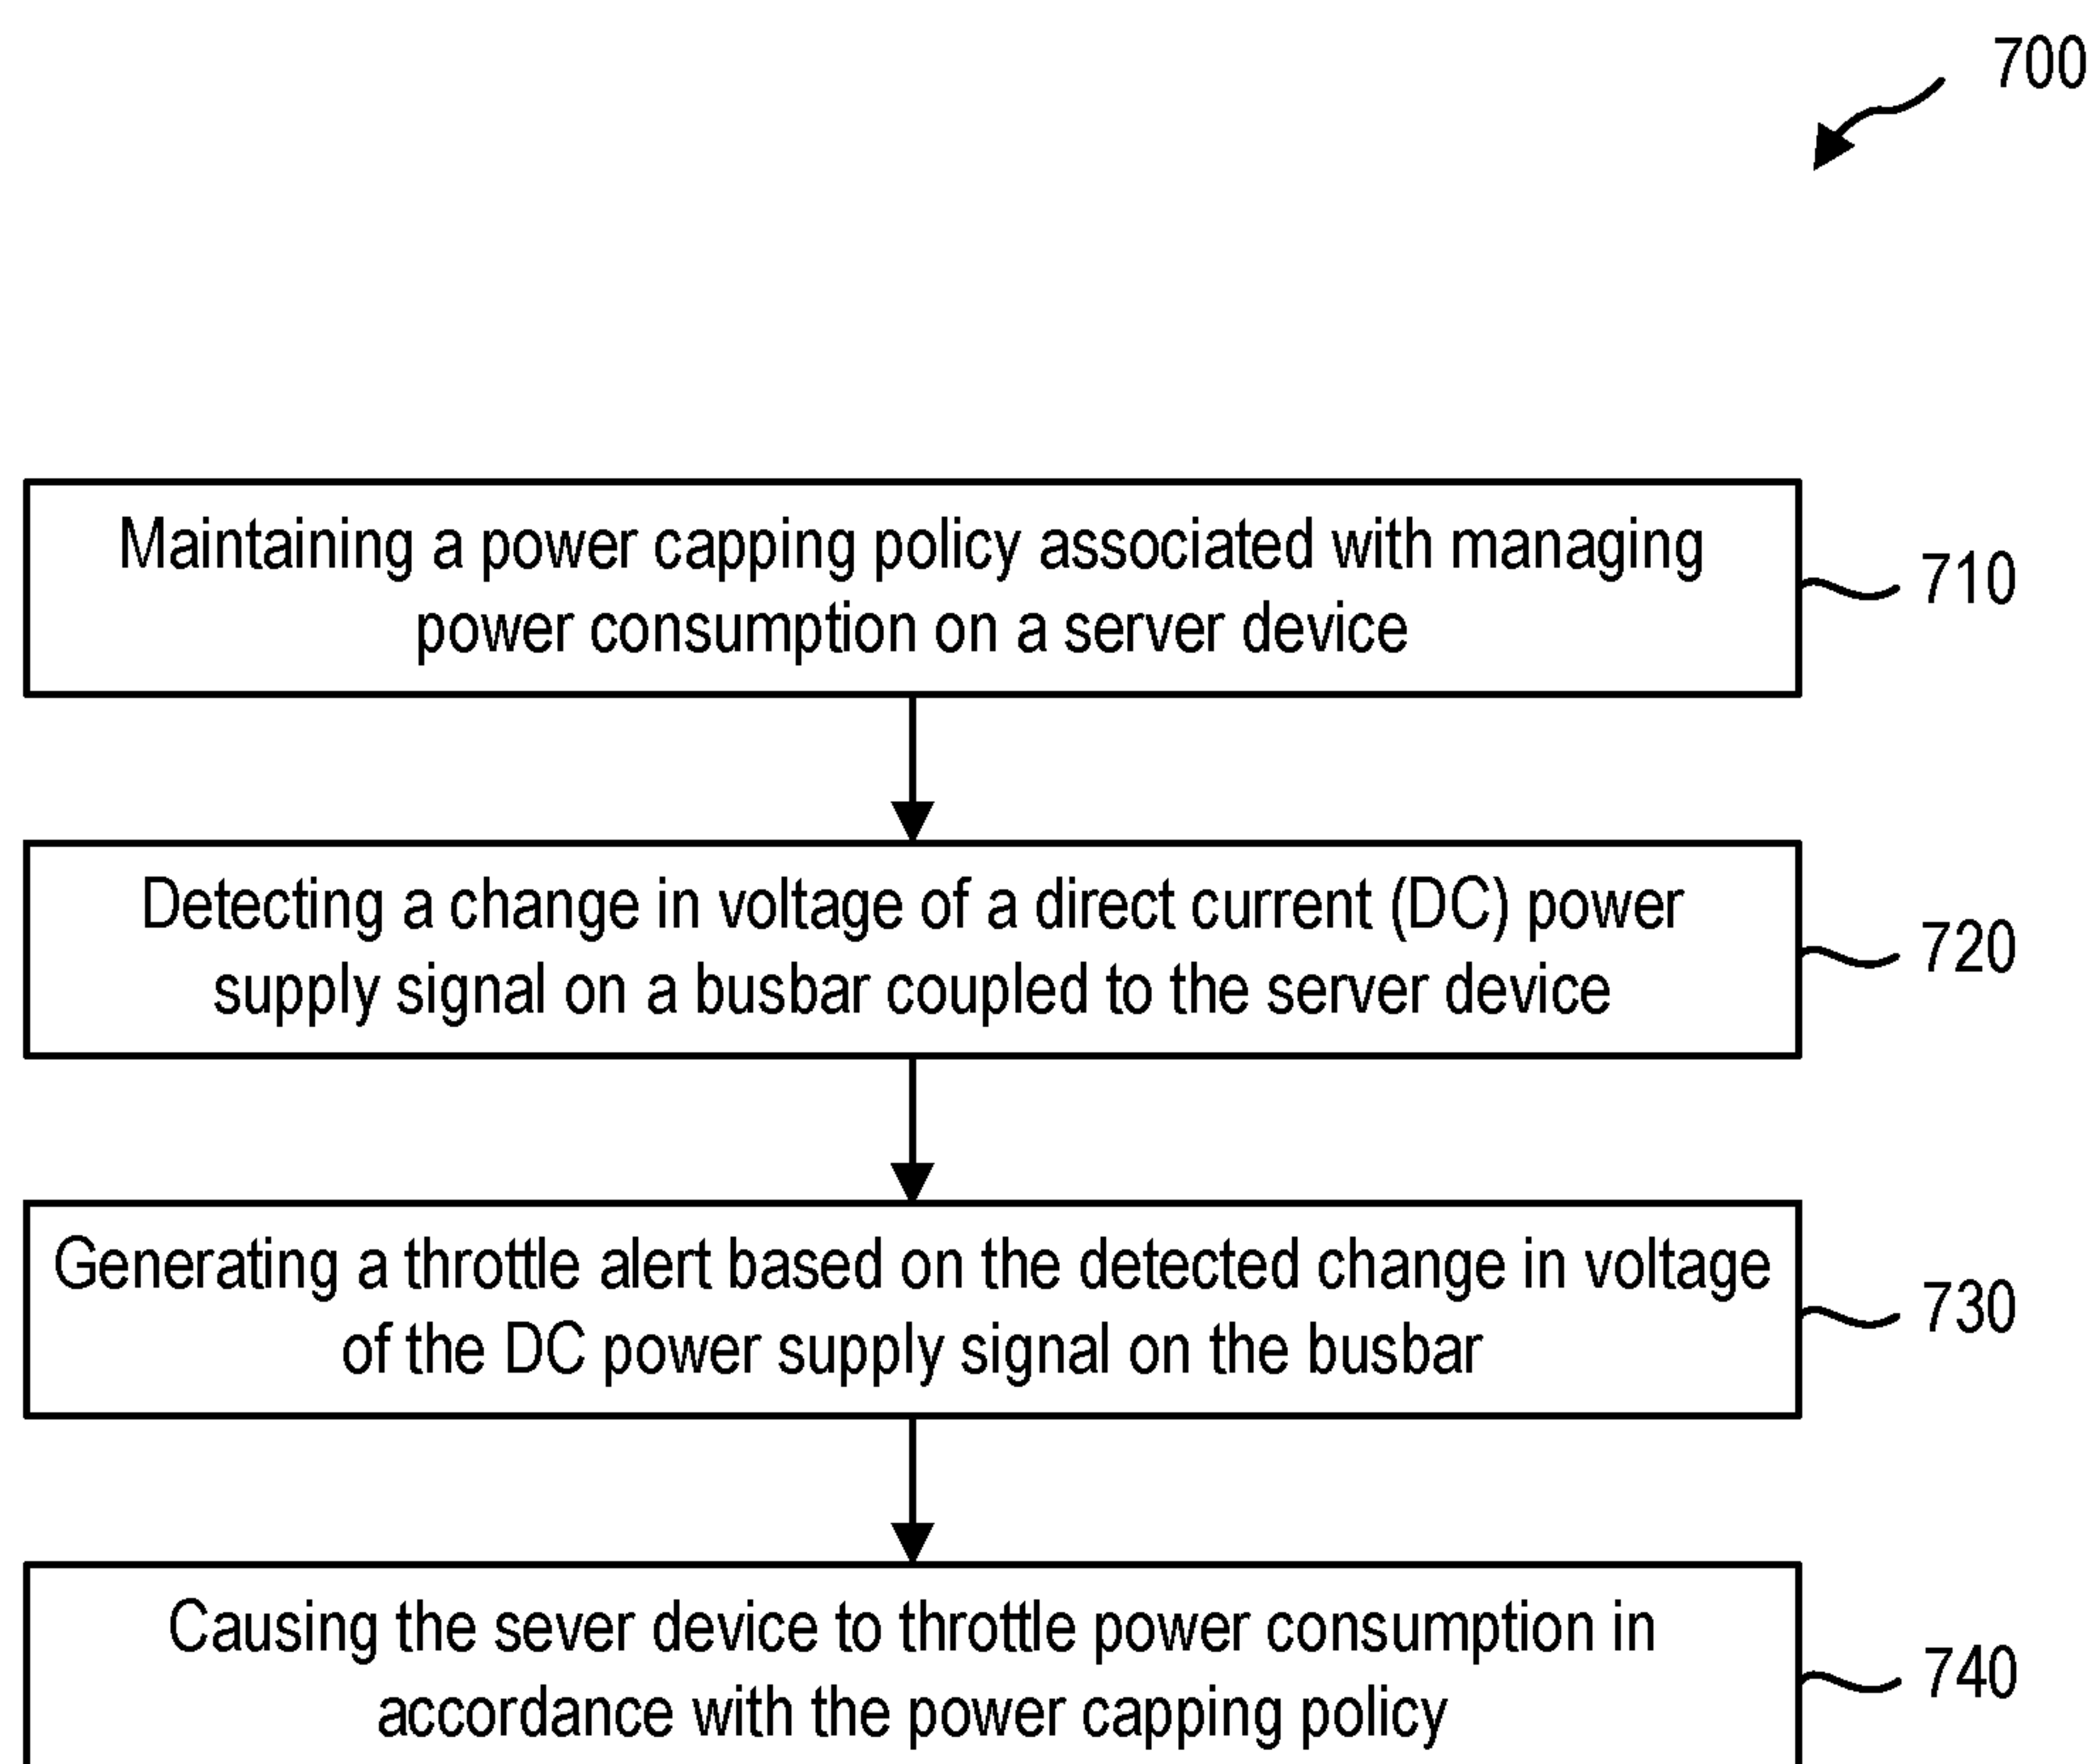 700
Maintaining a power capping policy associated with managing
power consumption on a server device
710
Detecting a change in voltage of a direct current (DC) power
supply signal on a busbar coupled to the server device
720
Generating a throttle alert based on the detected change in voltage
of the DC power supply signal on the busbar
730
Causing the sever device to throttle power consumption in
accordance with the power capping policy
740